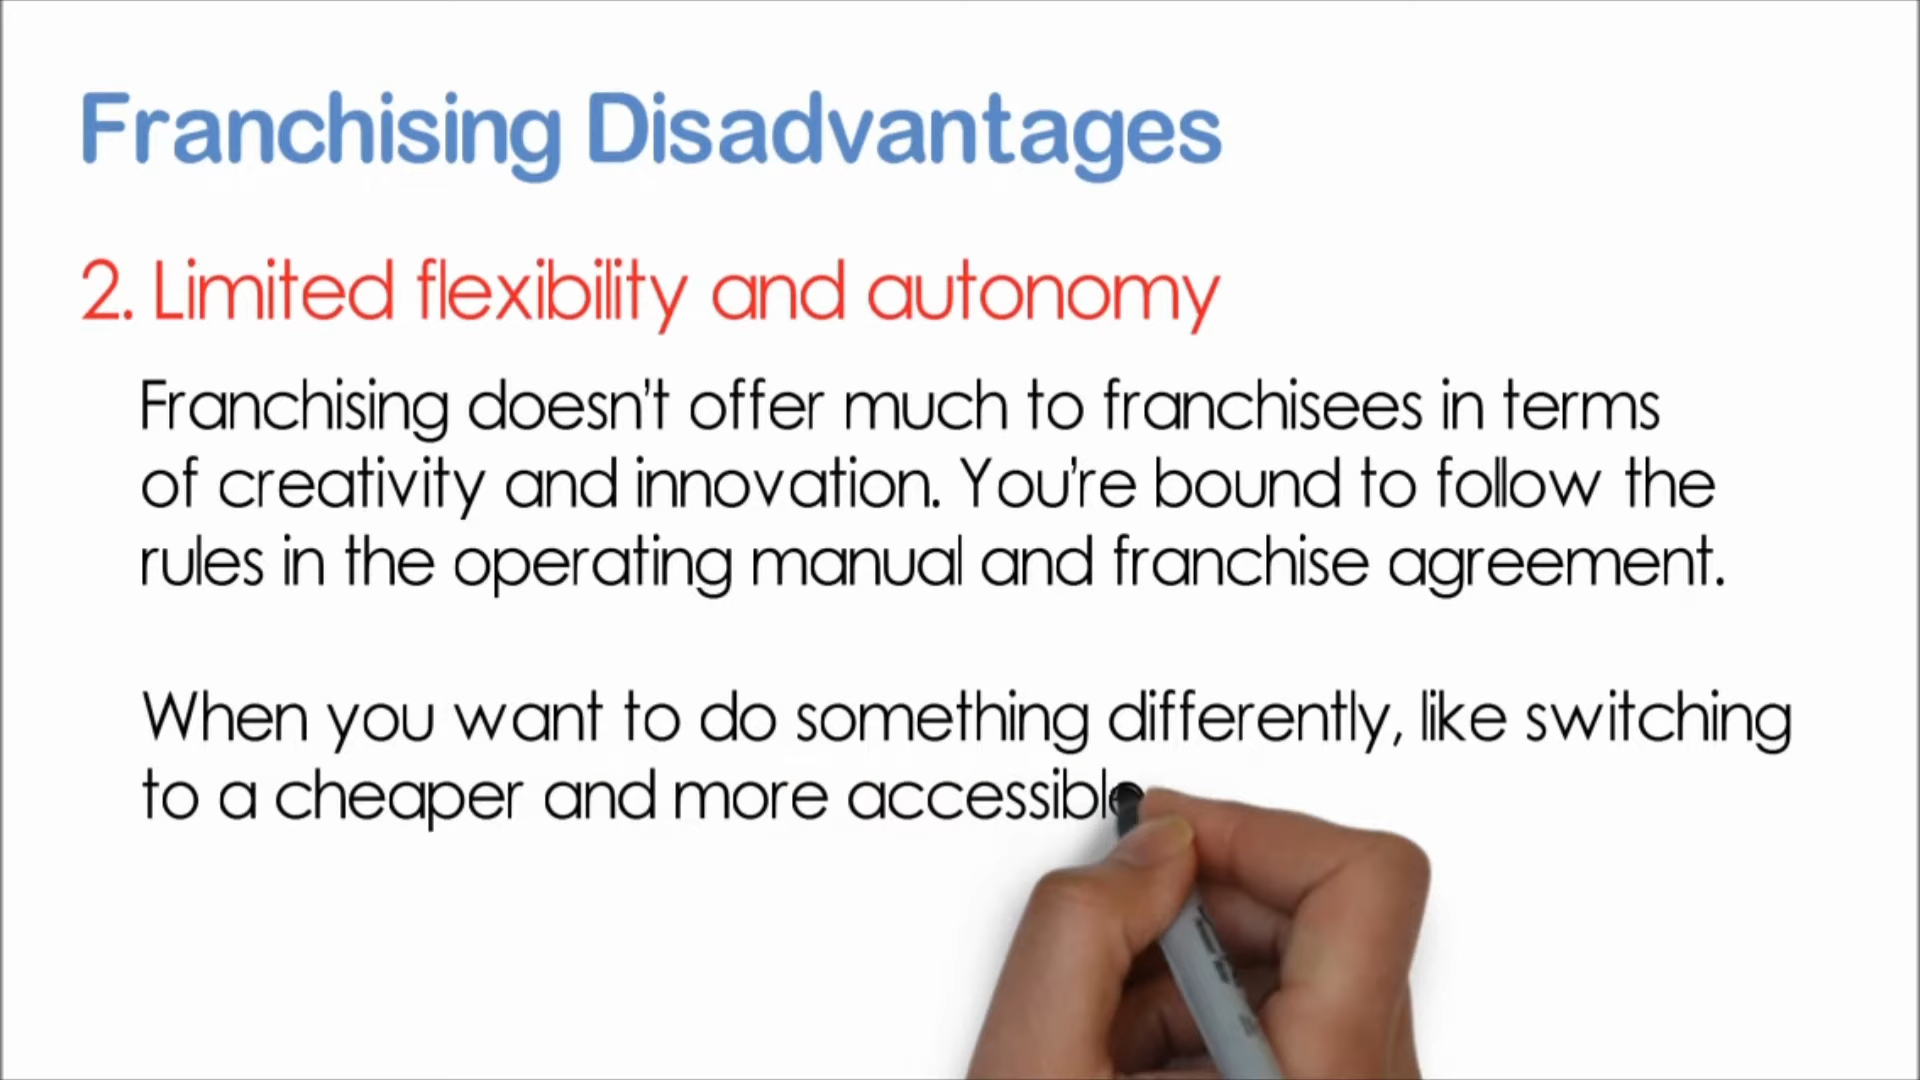 Franchising Disadvantages
2. Limited flexibility and autonomy
Franchising doesn't offer much to franchisees in terms
of creativity and innovation. You're bound to follow the
rules in the operating manual and franchise agreement.
When you want to do something differently, like switching
to a cheaper and more accessible